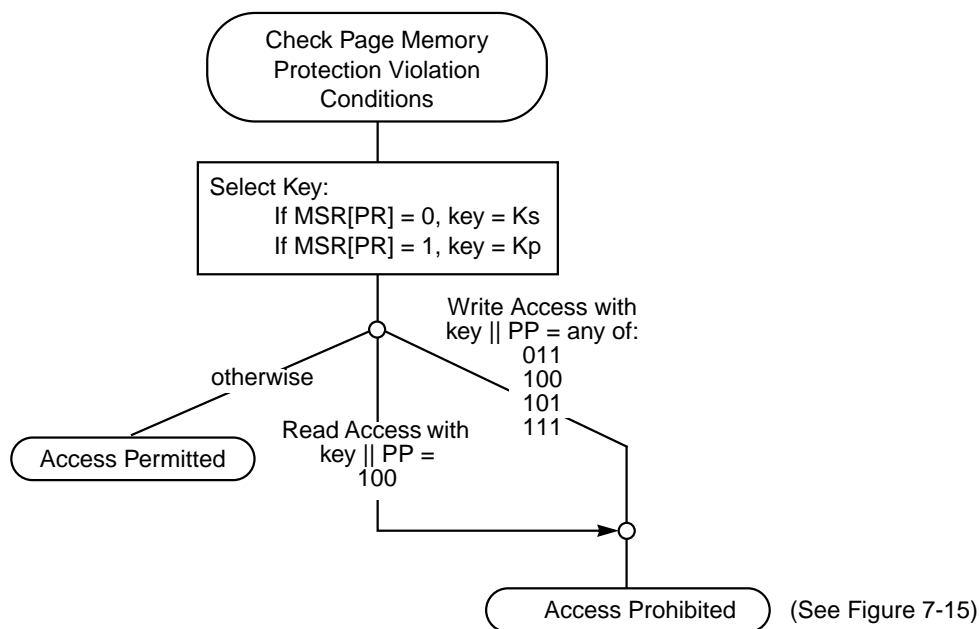 Check Page Memory
Protection Violation
Conditions
Select Key:
If MSR[PR] = 0, key = Ks
If MSR[PR] = 1, key = Kp
Write Access with
key || PP = any of:
011
100
101
111
otherwise
Read Access with
key || PP =
100
Access Permitted
Access Prohibited
(See Figure 7-15)